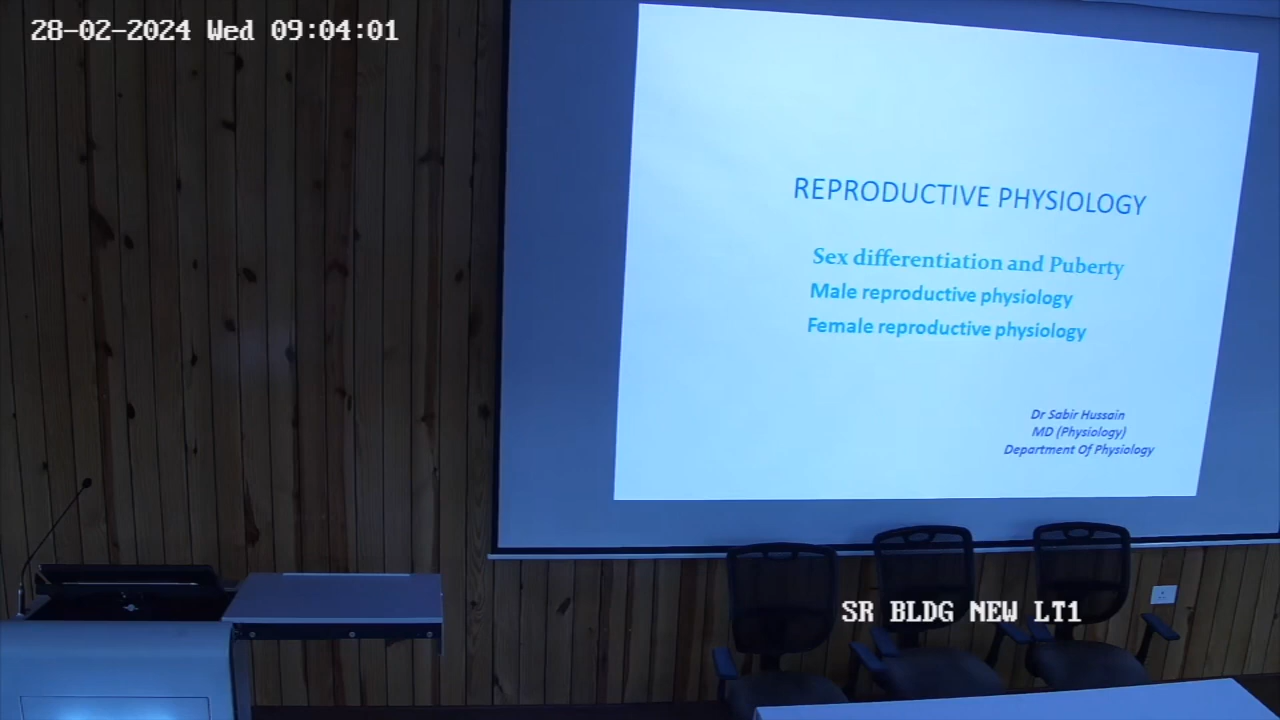 28-02-2024 Wed 09:04:01
REPRODUCTIVE PHYSIOLOGY
Sex differentiation and Puberty
Male reproductive physiology
Female reproductive physiology
Dr Sabir Hussain
MD (Physiology)
Department Of Physiology
SR BLDG NEW LT1